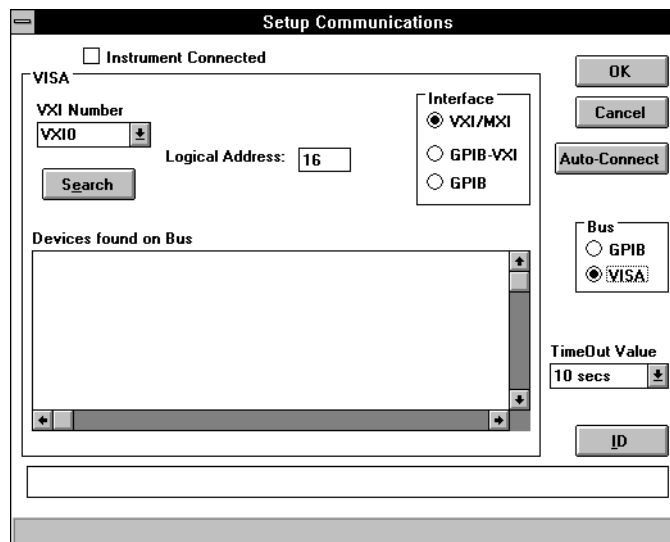 Setup Communications
Instrument Connected
VISA
VXI Number
VXI0
Logical Address: 16
Search
Interface
VXI/MXI
GPIB-VXI
GPIB
Devices found on Bus
OK
Cancel
Auto-Connect
Bus
GPIB
VISA
TimeOut Value
10 secs
ID